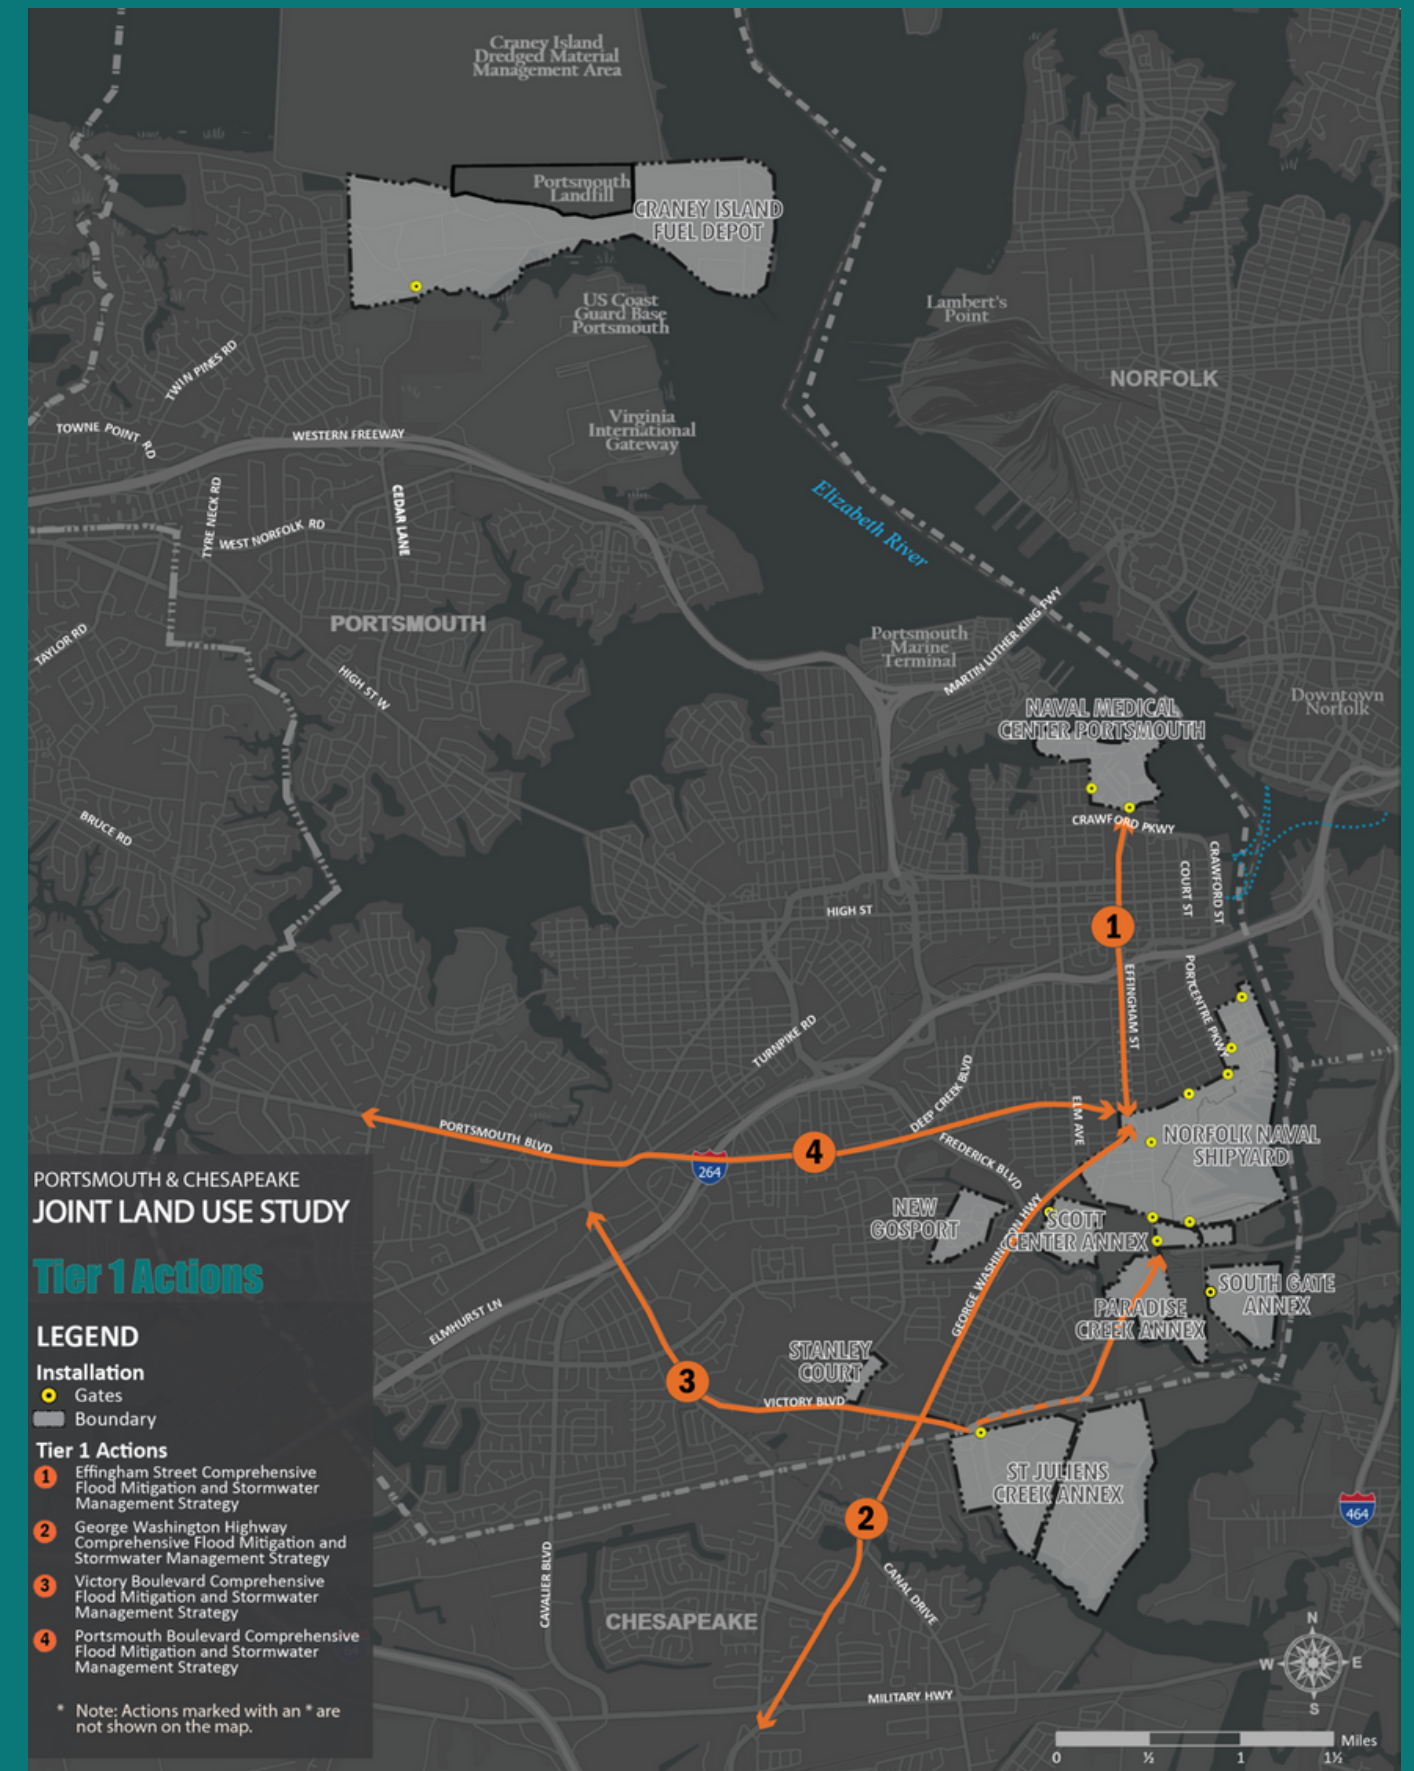 Craney Island
Dredged Material
Management Area
Portsmouth
Landfill
CRANEY ISLAND
FUEL DEPOT
US Coast
Guard Base
Portsmouth
Lambert's
Point
TWIN PINES RD
NORFOLK
Virginia
International
Gateway
TOWNE POINT RD
WESTERN FREEWAY
TYRE NECK RD
WEST NORFOLK RD
CEDAR LANE
Elizabeth River
PORTSMOUTH
TAYLOR RD
HIGH ST W
Portsmouth
Marine
Terminal
MARTIN LUTHER KING FWY
Downtown
Norfolk
NAVAL MEDICAL
CENTER PORTSMOUTH
BRUCE RD
CRAWFORD PKWY
COURT ST
CRAWFORD ST
HIGH ST
1
EFFINGHAM ST
PORTCENTRE PKWY
TURNPIKE RD
DEEP CREEK BLVD
ELM AVE
PORTSMOUTH BLVD
264
4
FREDERICK BLVD
NORFOLK NAVAL
SHIPYARD
NEW
GOSPORT
SCOTT
CENTER ANNEX
GEORGE WASHINGTON HWY
SOUTH GATE
ANNEX
PARADISE
CREEK ANNEX
ELMHURST LN
STANLEY
COURT
3
VICTORY BLVD
ST JULIENS
CREEK ANNEX
464
2
CAVALIER BLVD
CANAL DRIVE
CHESAPEAKE
MILITARY HWY
N
W
E
S
Miles
0
½
1
1½
PORTSMOUTH & CHESAPEAKE
JOINT LAND USE STUDY
Tier 1 Actions
LEGEND
Installation
Gates
Boundary
Tier 1 Actions
1 Effingham Street Comprehensive
Flood Mitigation and Stormwater
Management Strategy
2 George Washington Highway
Comprehensive Flood Mitigation and
Stormwater Management Strategy
3 Victory Boulevard Comprehensive
Flood Mitigation and Stormwater
Management Strategy
4 Portsmouth Boulevard Comprehensive
Flood Mitigation and Stormwater
Management Strategy
* Note: Actions marked with an * are
not shown on the map.